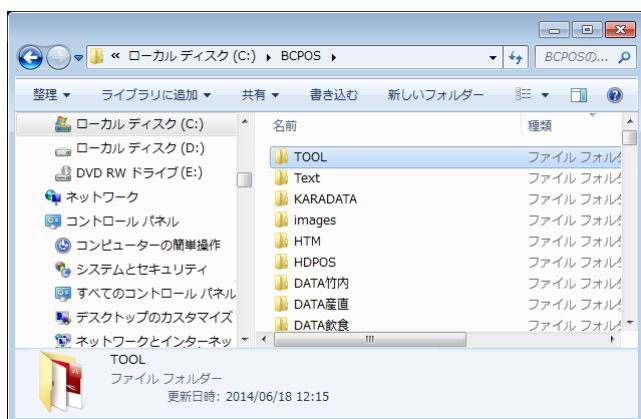 « ローカル ディスク (C:) ▸ BCPOS ▸
BCPOSの...
整理 ▼ ライブラリに追加 ▼ 共有 ▼ 書き込む 新しいフォルダー
ローカル ディスク (C:)
ローカル ディスク (D:)
DVD RW ドライブ (E:)
ネットワーク
コントロール パネル
コンピューターの簡単操作
システムとセキュリティ
すべてのコントロール パネル
デスクトップのカスタマイズ
ネットワークとインターネッ
名前 種類
TOOL ファイル フォル
Text ファイル フォル
KARADATA ファイル フォル
images ファイル フォル
HTM ファイル フォル
HDPOS ファイル フォル
DATA竹内 ファイル フォル
DATA産直 ファイル フォル
DATA飲食 ファイル フォル
TOOL
ファイル フォルダー
更新日時: 2014/06/18 12:15